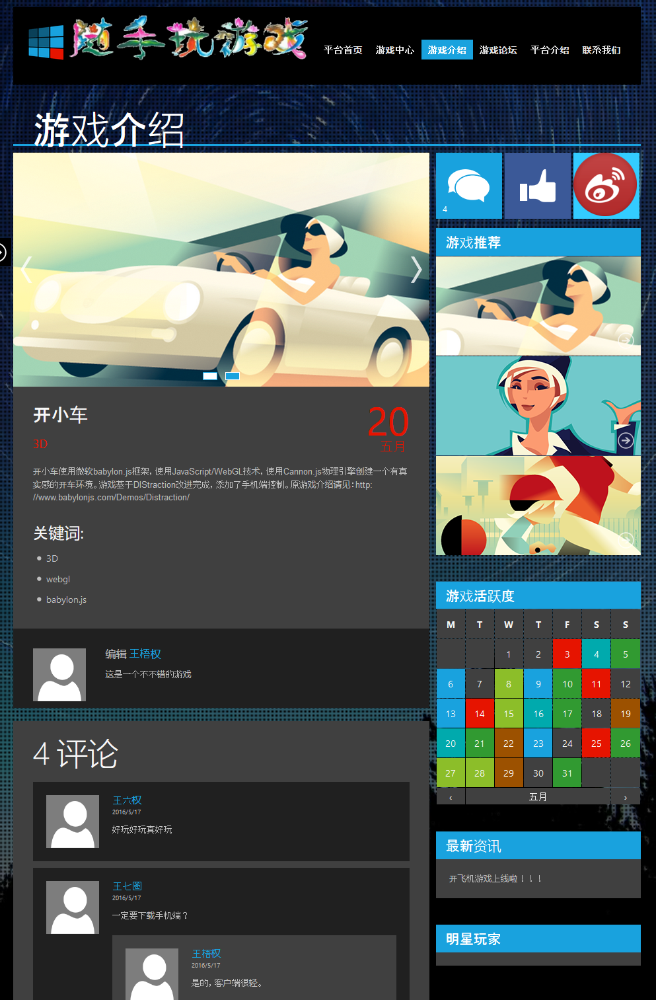 随手玩游戏
平台首页 游戏中心 游戏介绍 游戏论坛 平台介绍 联系我们
游戏介绍
4
开小车
20
五月
3D
开小车使用微软babylon.js框架，使用JavaScript/WebGL技术，使用Cannon.js物理引擎创建一个有真
实感的开车环境。游戏基于DIStraction改进完成，添加了手机端控制。原游戏介绍请见：http:
//www.babylonjs.com/Demos/Distraction/
关键词:
3D
webgl
babylon.js
编辑 王梧权
这是一个不不错的游戏
4 评论
王六权
2016/5/17
好玩好玩真好玩
王七圈
2016/5/17
一定要下载手机端？
王梧权
2016/5/17
是的，客户端很轻。
游戏推荐
游戏活跃度
M T W T F S S
1 2 3 4 5
6 7 8 9 10 11 12
13 14 15 16 17 18 19
20 21 22 23 24 25 26
27 28 29 30 31
‹ 五月 ›
最新资讯
开飞机游戏上线啦！！！
明星玩家